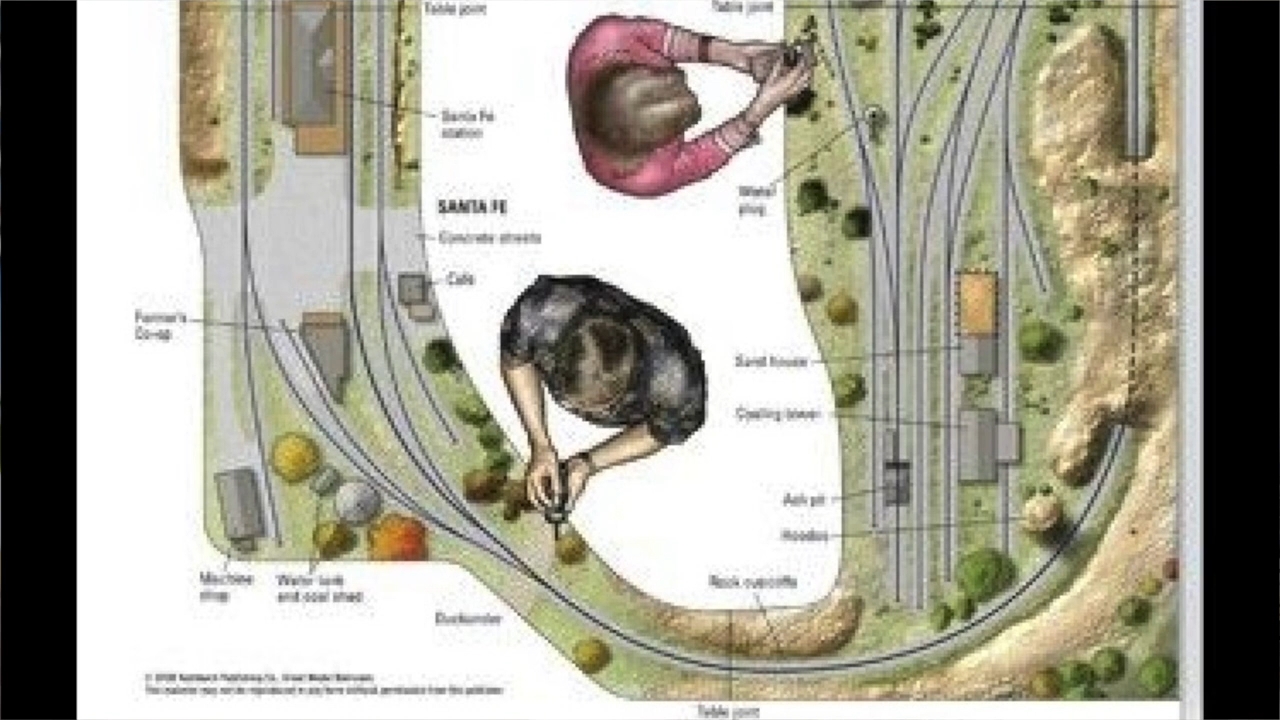 Table joint
Table joint
Santa Fe
station
Water
plug
SANTA FE
Concrete streets
Cafe
Farmer's
Co-op
Sand house
Coaling tower
Ash pit
Hoodoo
Rock outcrops
Machine
shop
Water tank
and coal shed
Duckunder
Table joint